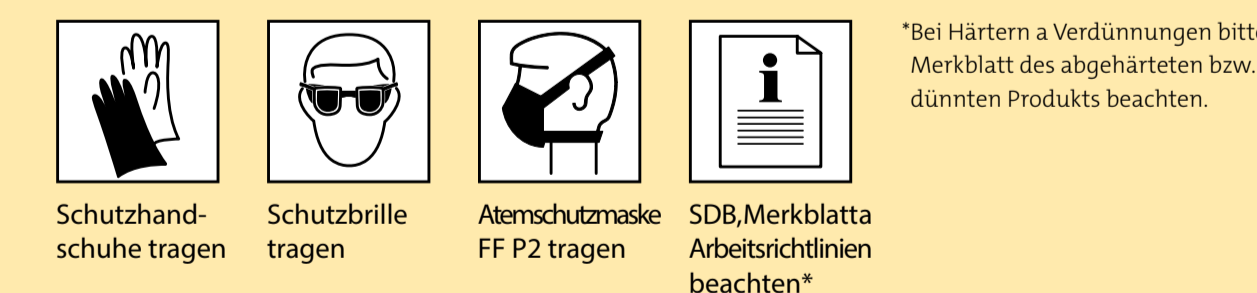 Schutzhand-
schuhe tragen
Schutzbrille
tragen
Atemschutzmaske
FF P2 tragen
SDB,Merkblatta
Arbeitsrichtlinien
beachten*
*Bei Härtern a Verdünnungen bitte
Merkblatt des abgehärteten bzw.
dünnten Produkts beachten.